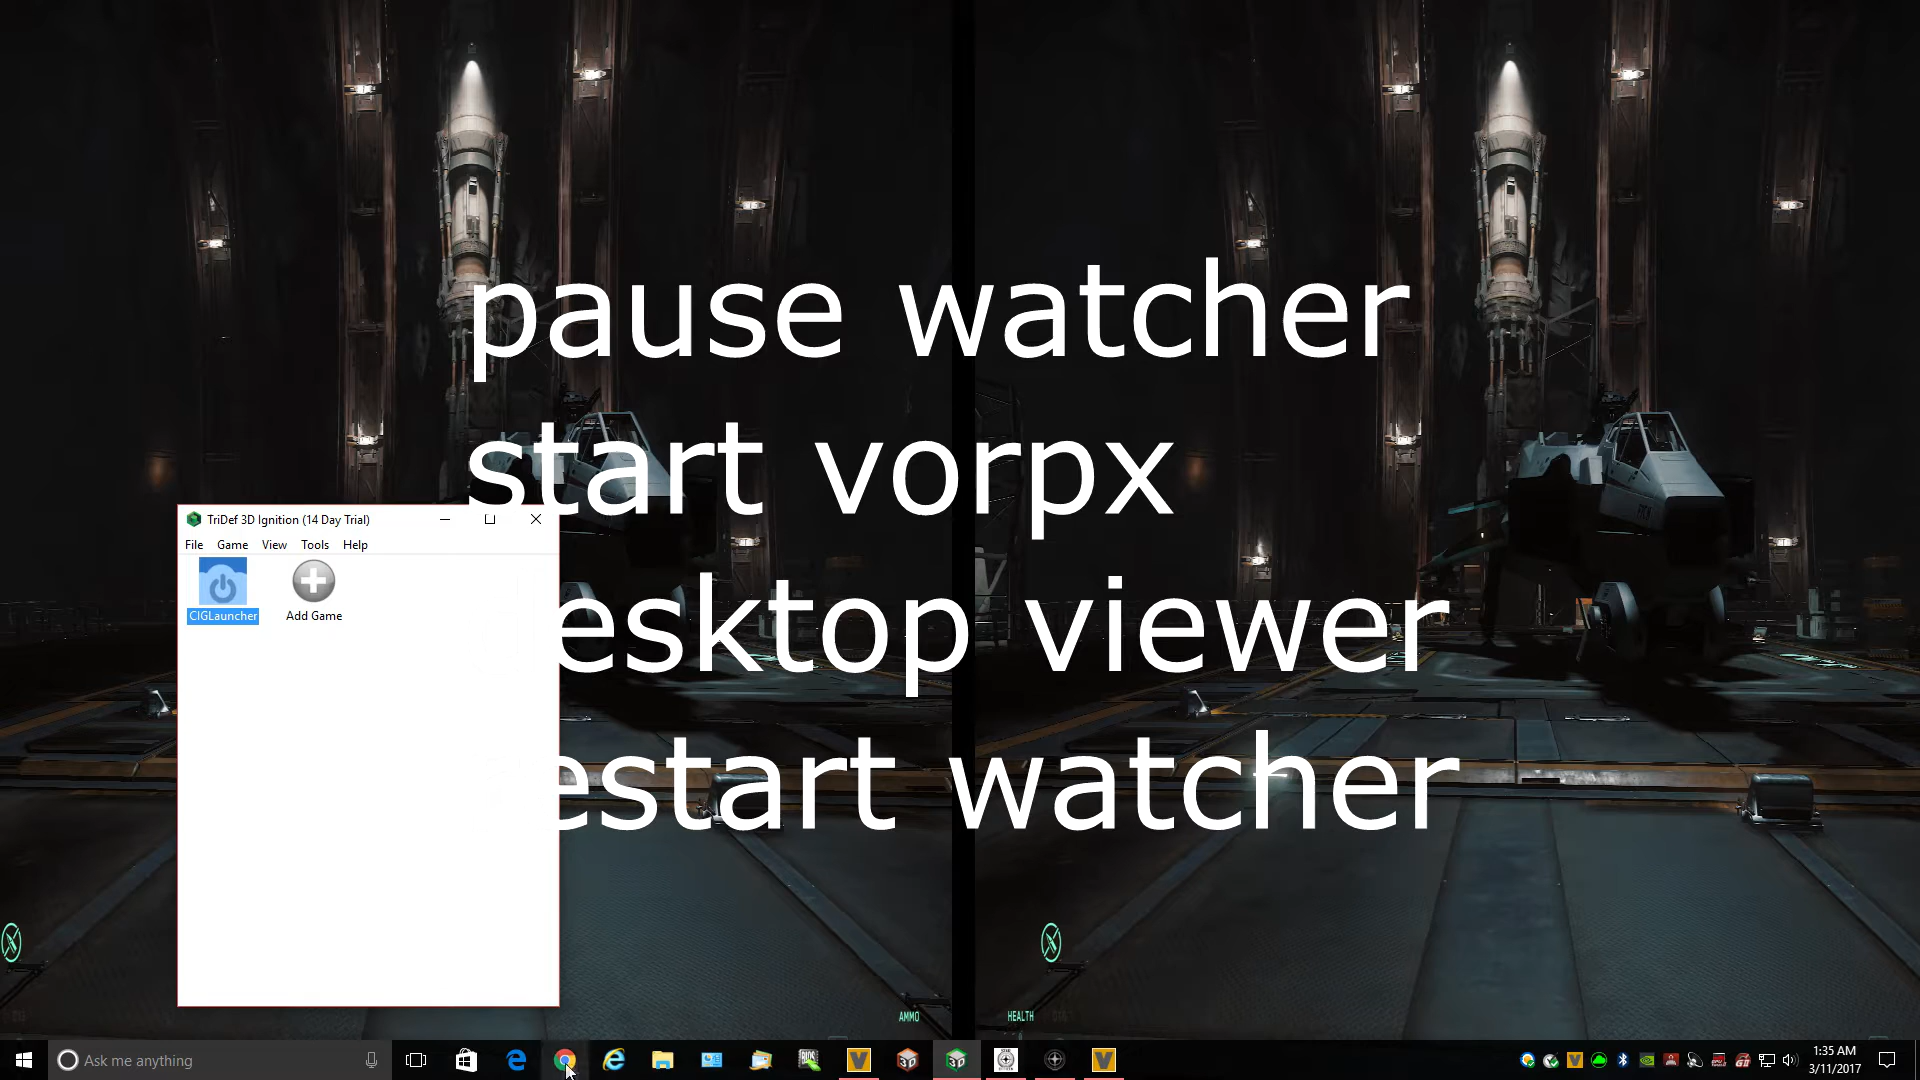 pause watcher
start vorpx
esktop viewer
estart watcher
TriDef 3D Ignition (14 Day Trial)
File Game View Tools Help
CIGLauncher Add Game
AMMO
HEALTH
Ask me anything
1:35 AM
3/11/2017